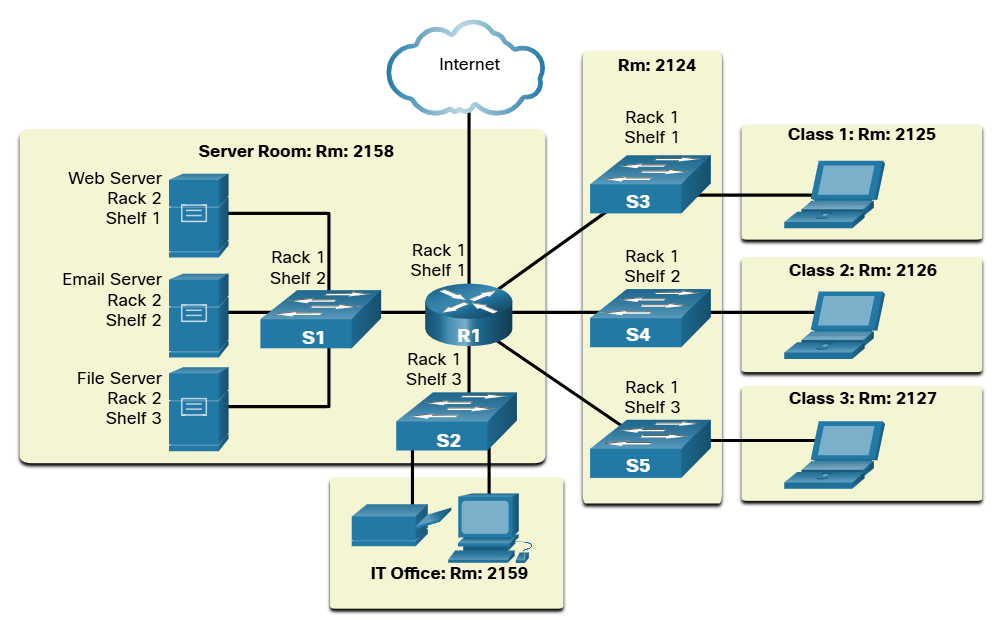 Internet
Server Room: Rm: 2158
Web Server
Rack 2
Shelf 1
Email Server
Rack 2
Shelf 2
File Server
Rack 2
Shelf 3
Rack 1
Shelf 2
S1
Rack 1
Shelf 1
R1
Rack 1
Shelf 3
S2
IT Office: Rm: 2159
Rm: 2124
Rack 1
Shelf 1
S3
Rack 1
Shelf 2
S4
Rack 1
Shelf 3
S5
Class 1: Rm: 2125
Class 2: Rm: 2126
Class 3: Rm: 2127